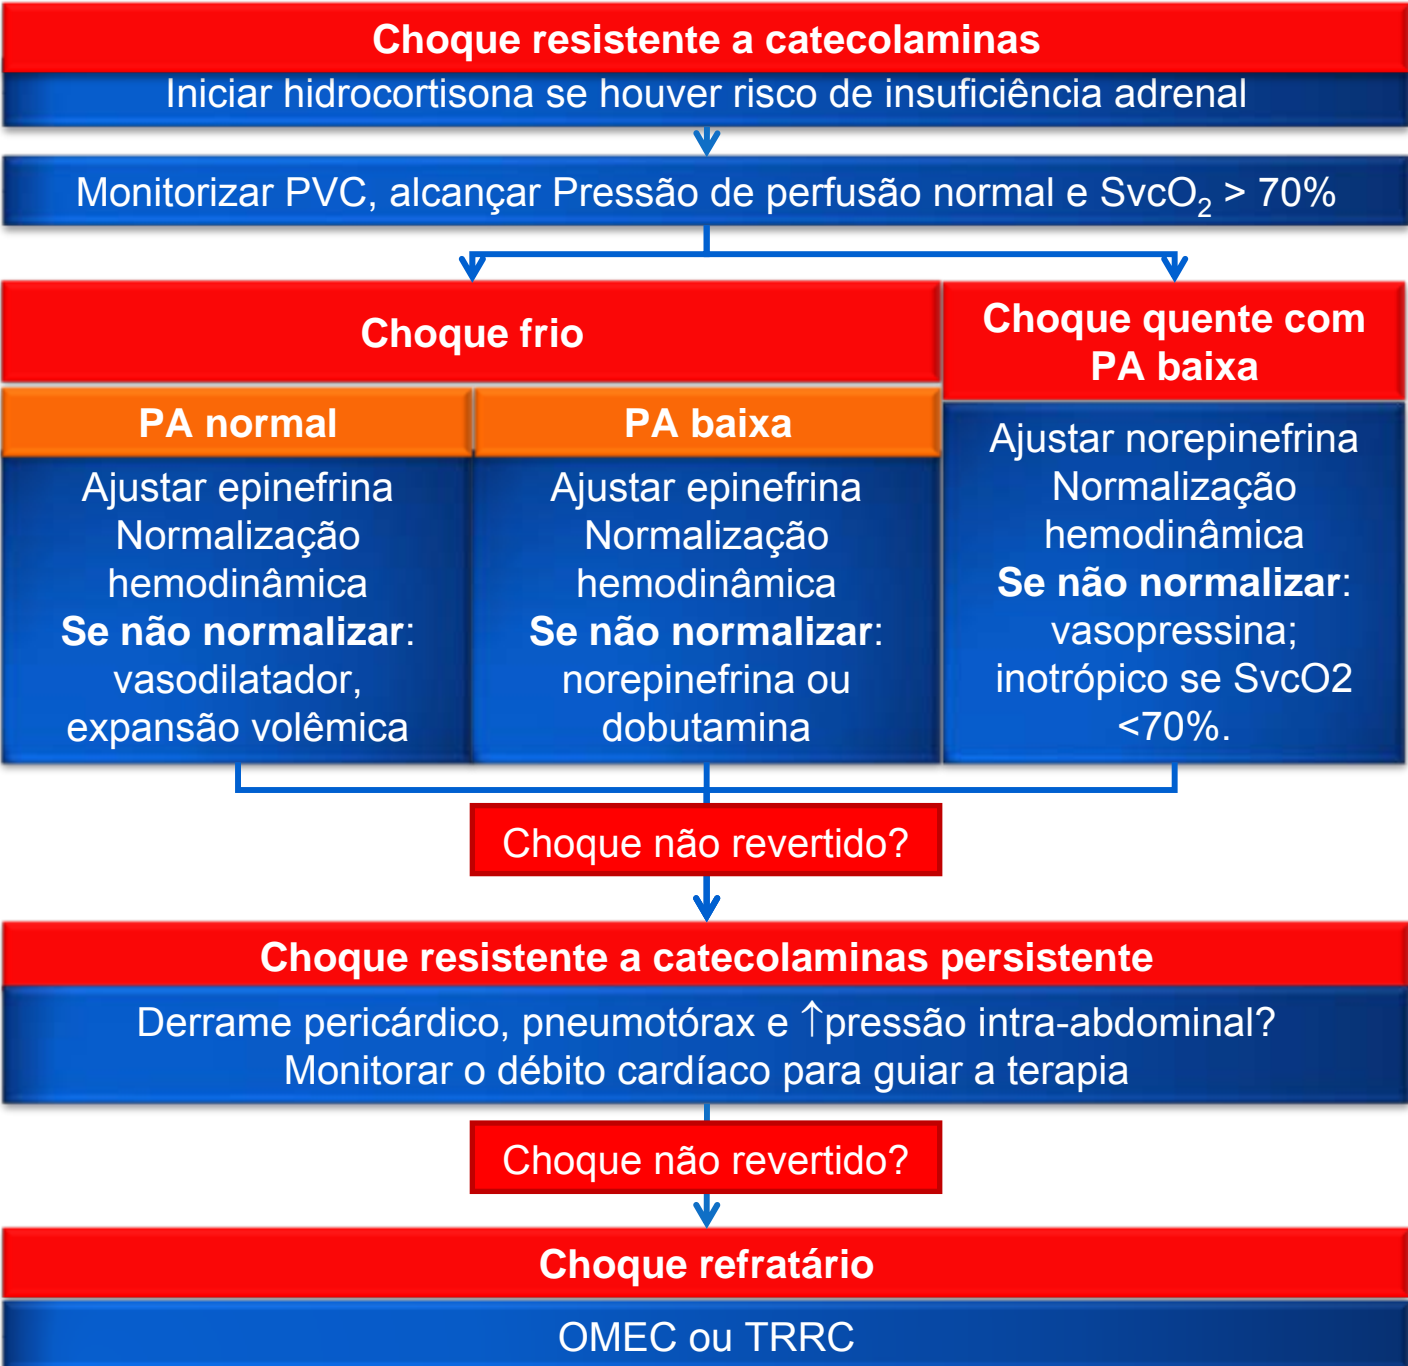 Choque resistente a catecolaminas
Iniciar hidrocortisona se houver risco de insuficiência adrenal
Monitorizar PVC, alcançar Pressão de perfusão normal e SvcO₂ > 70%
Choque frio
PA normal
Ajustar epinefrina
Normalização
hemodinâmica
Se não normalizar:
vasodilatador,
expansão volêmica
PA baixa
Ajustar epinefrina
Normalização
hemodinâmica
Se não normalizar:
norepinefrina ou
dobutamina
Choque quente com
PA baixa
Ajustar norepinefrina
Normalização
hemodinâmica
Se não normalizar:
vasopressina;
inotrópico se SvcO2
<70%.
Choque não revertido?
Choque resistente a catecolaminas persistente
Derrame pericárdico, pneumotórax e ↑pressão intra-abdominal?
Monitorar o débito cardíaco para guiar a terapia
Choque não revertido?
Choque refratário
OMEC ou TRRC